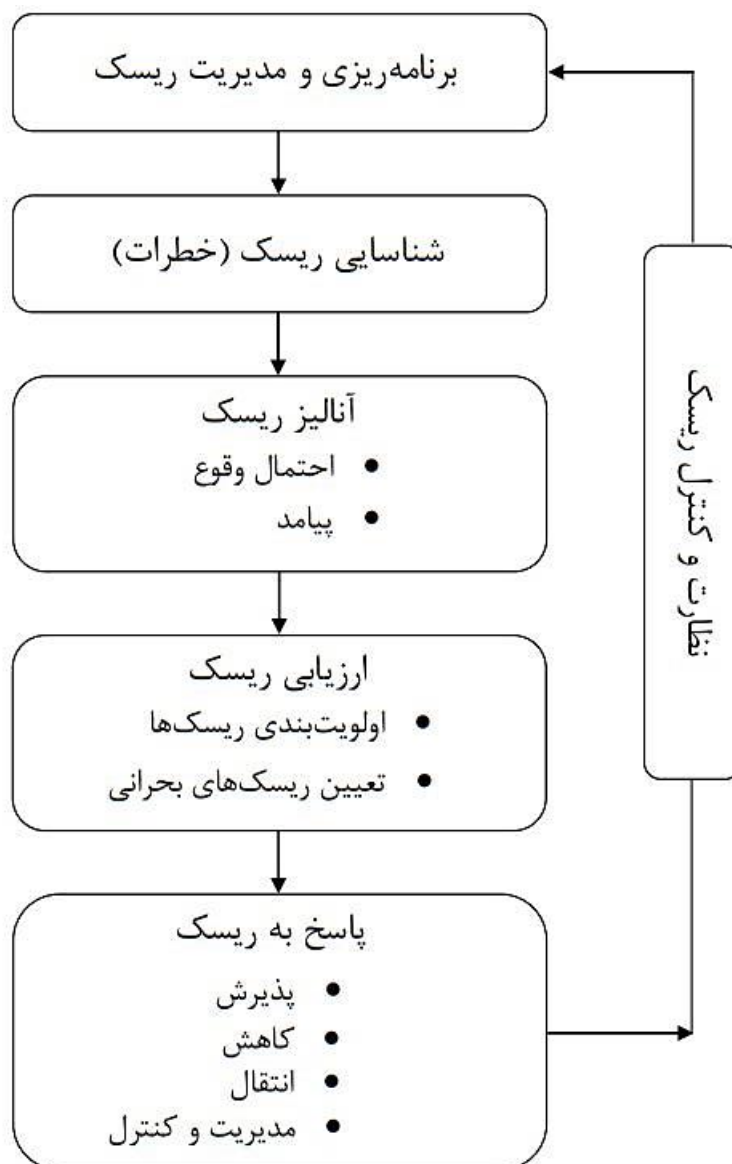 برنامه‌ریزی و مدیریت ریسک
شناسایی ریسک (خطرات)
آنالیز ریسک
• احتمال وقوع
• پیامد
ارزیابی ریسک
• اولویت‌بندی ریسک‌ها
• تعیین ریسک‌های بحرانی
پاسخ به ریسک
• پذیرش
• کاهش
• انتقال
• مدیریت و کنترل
نظارت و کنترل ریسک